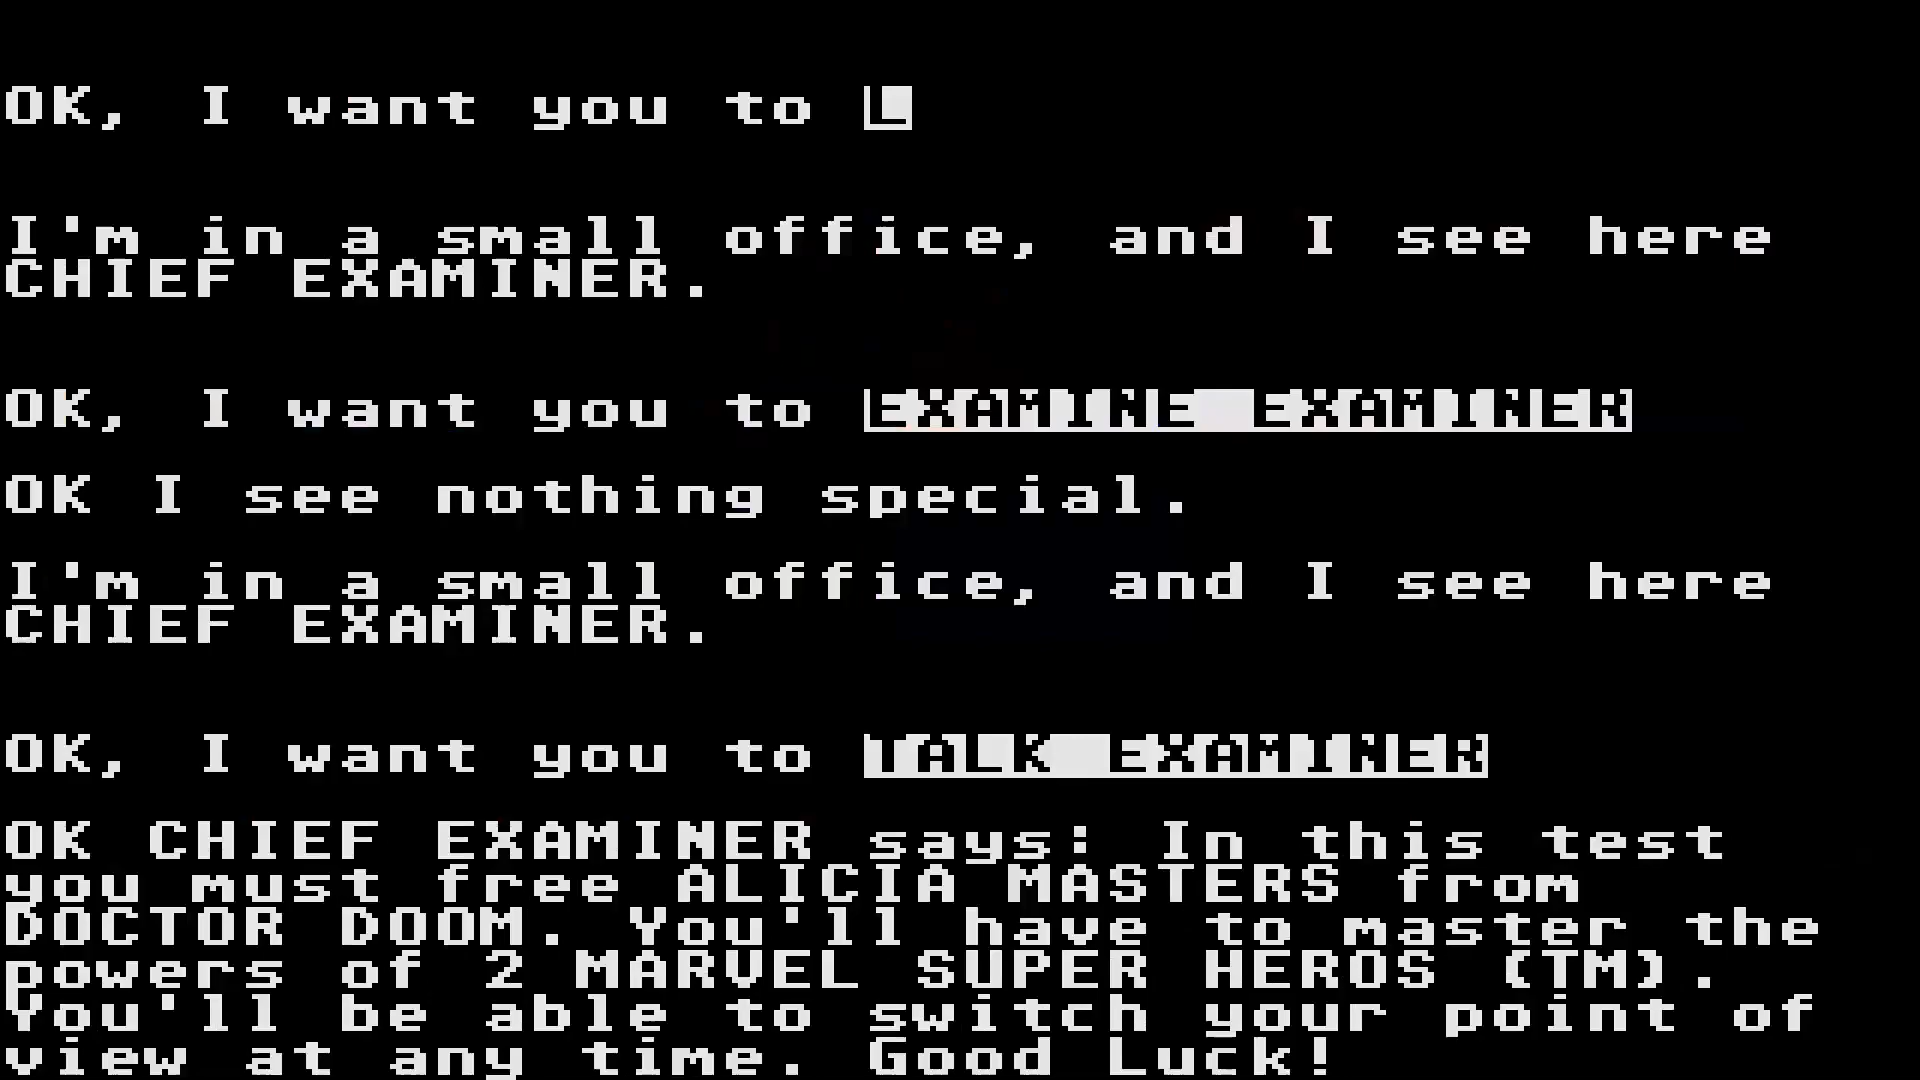 OK, I want you to L
I'm in a small office, and I see here
CHIEF EXAMINER.
OK, I want you to EXAMINE EXAMINER
OK I see nothing special.
I'm in a small office, and I see here
CHIEF EXAMINER.
OK, I want you to TALK EXAMINER
OK CHIEF EXAMINER says: In this test
you must free ALICIA MASTERS from
DOCTOR DOOM. You'll have to master the
powers of 2 MARVEL SUPER HEROS (TM).
You'll be able to switch your point of
view at any time. Good Luck!